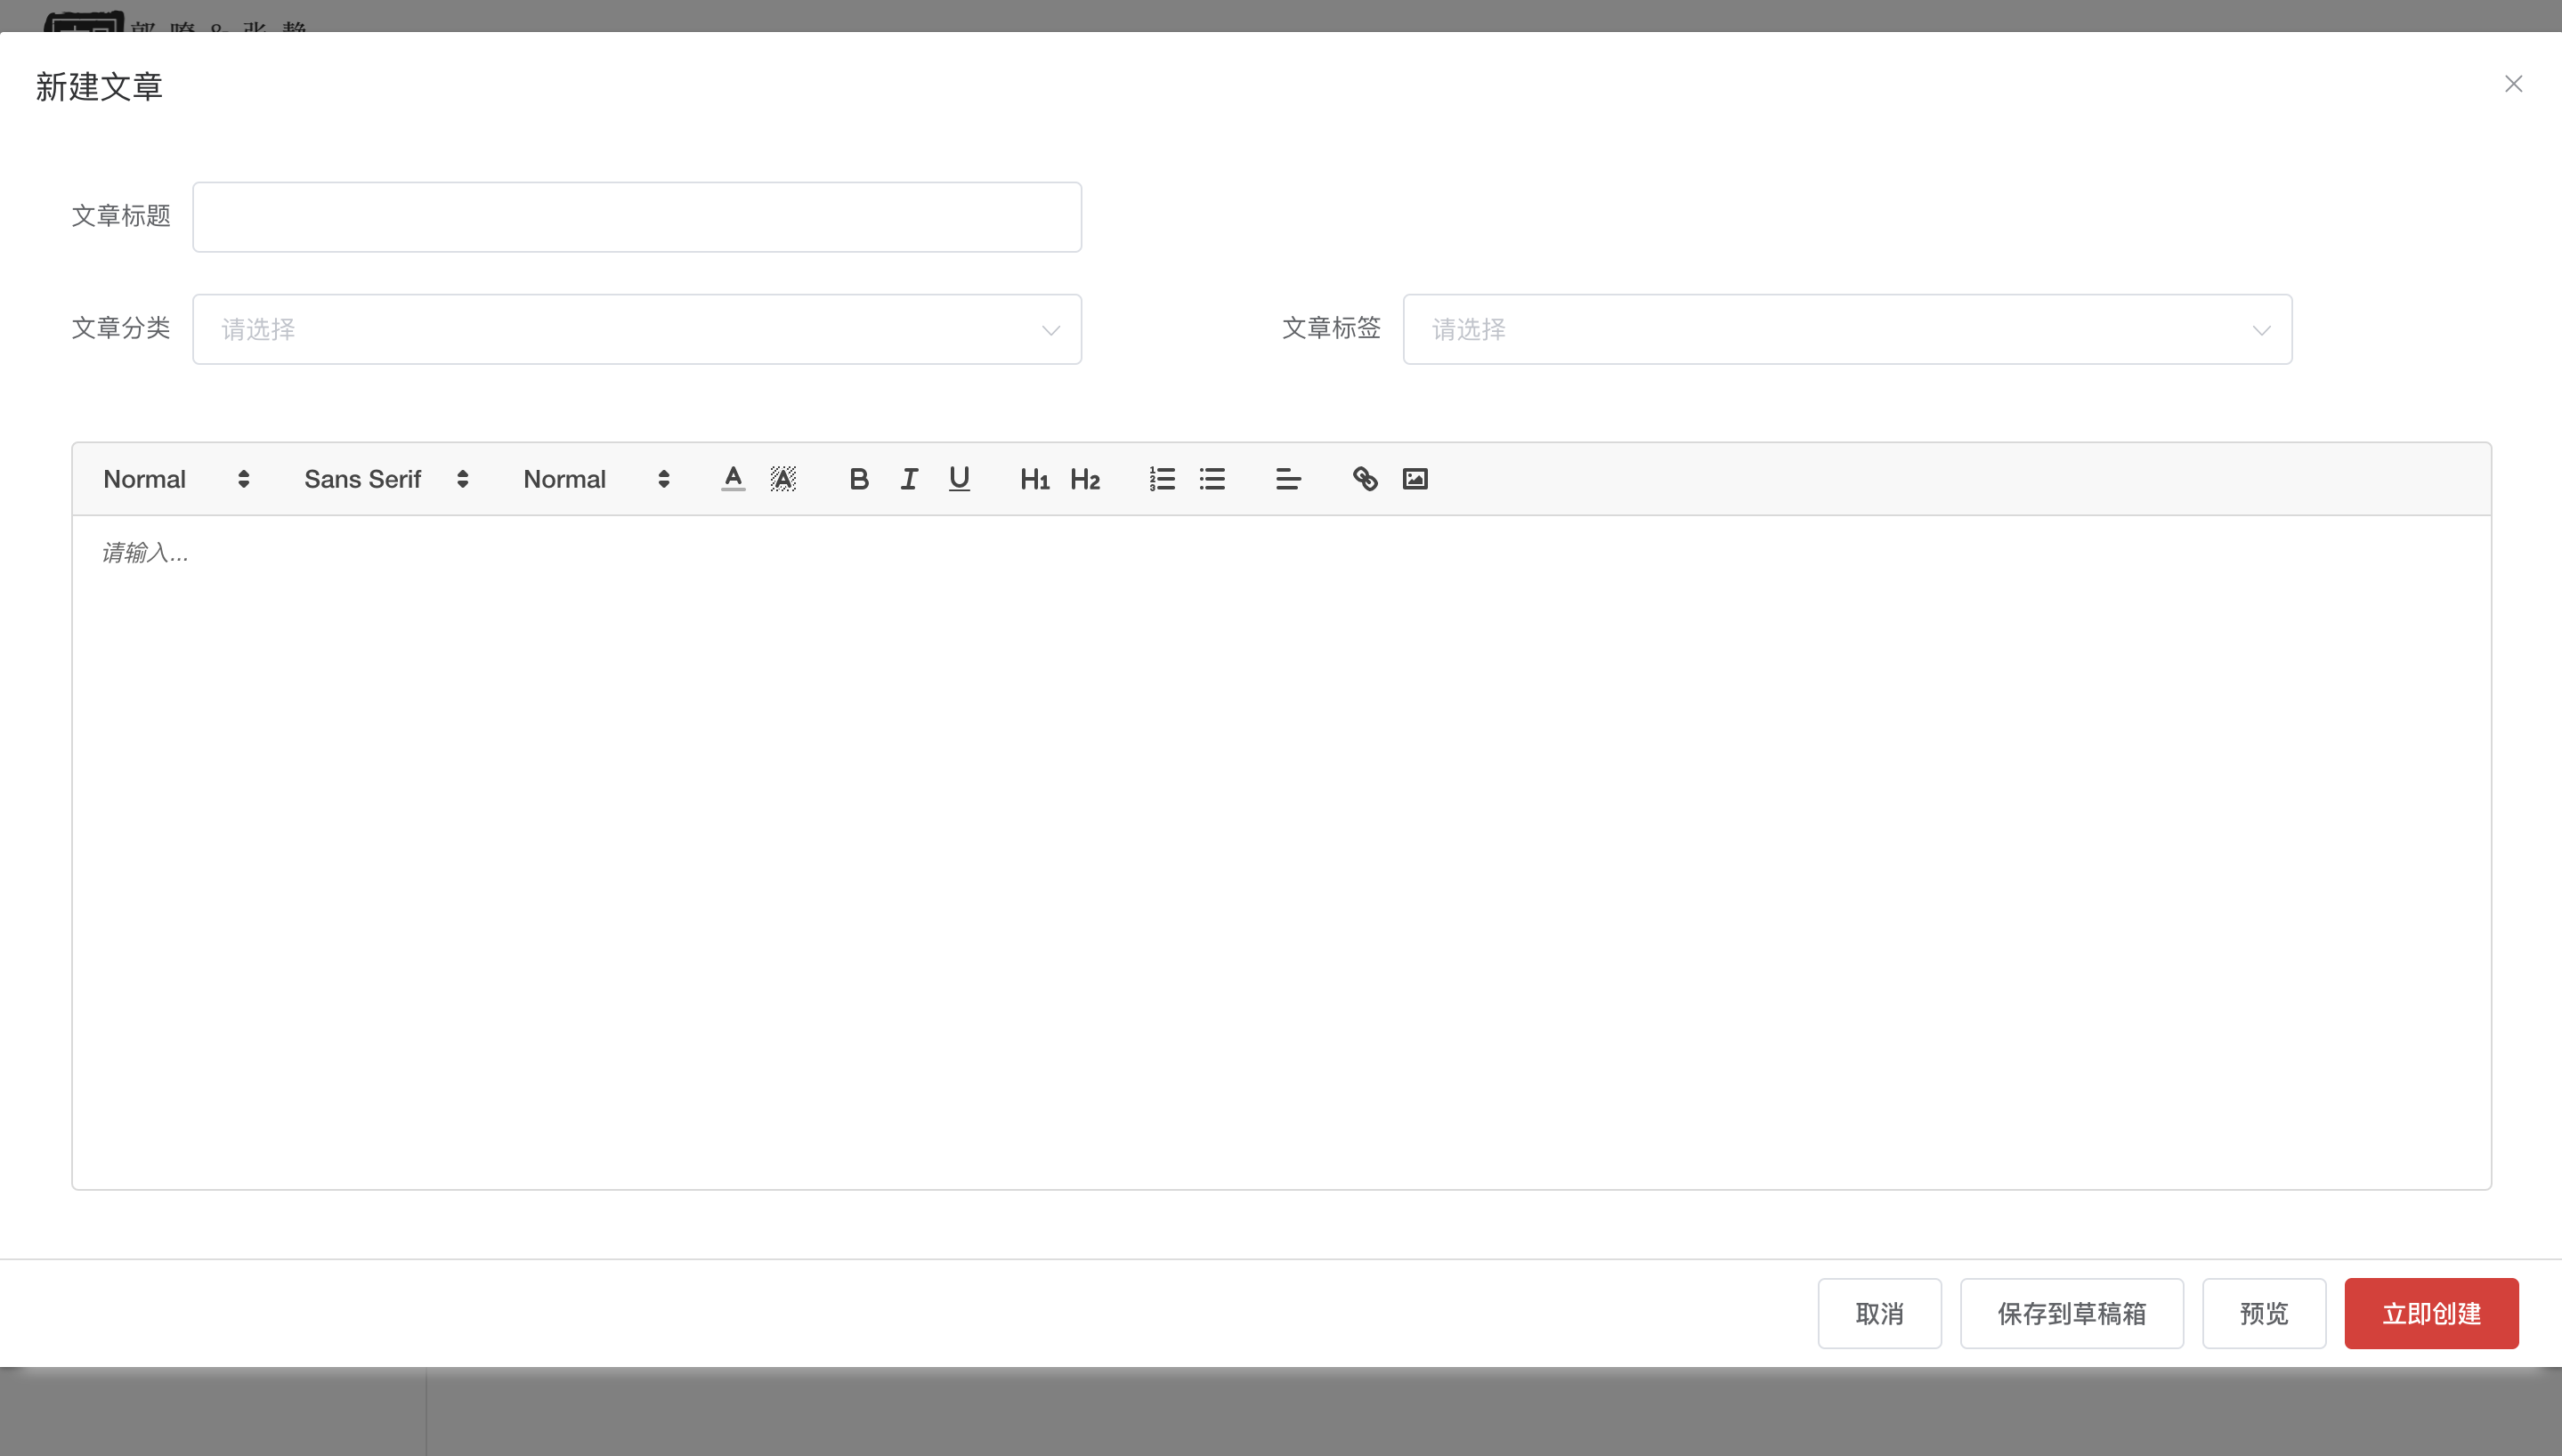 新建文章
文章标题
文章分类 请选择 文章标签 请选择
Normal Sans Serif Normal A A B I U H1 H2
请输入...
取消 保存到草稿箱 预览 立即创建